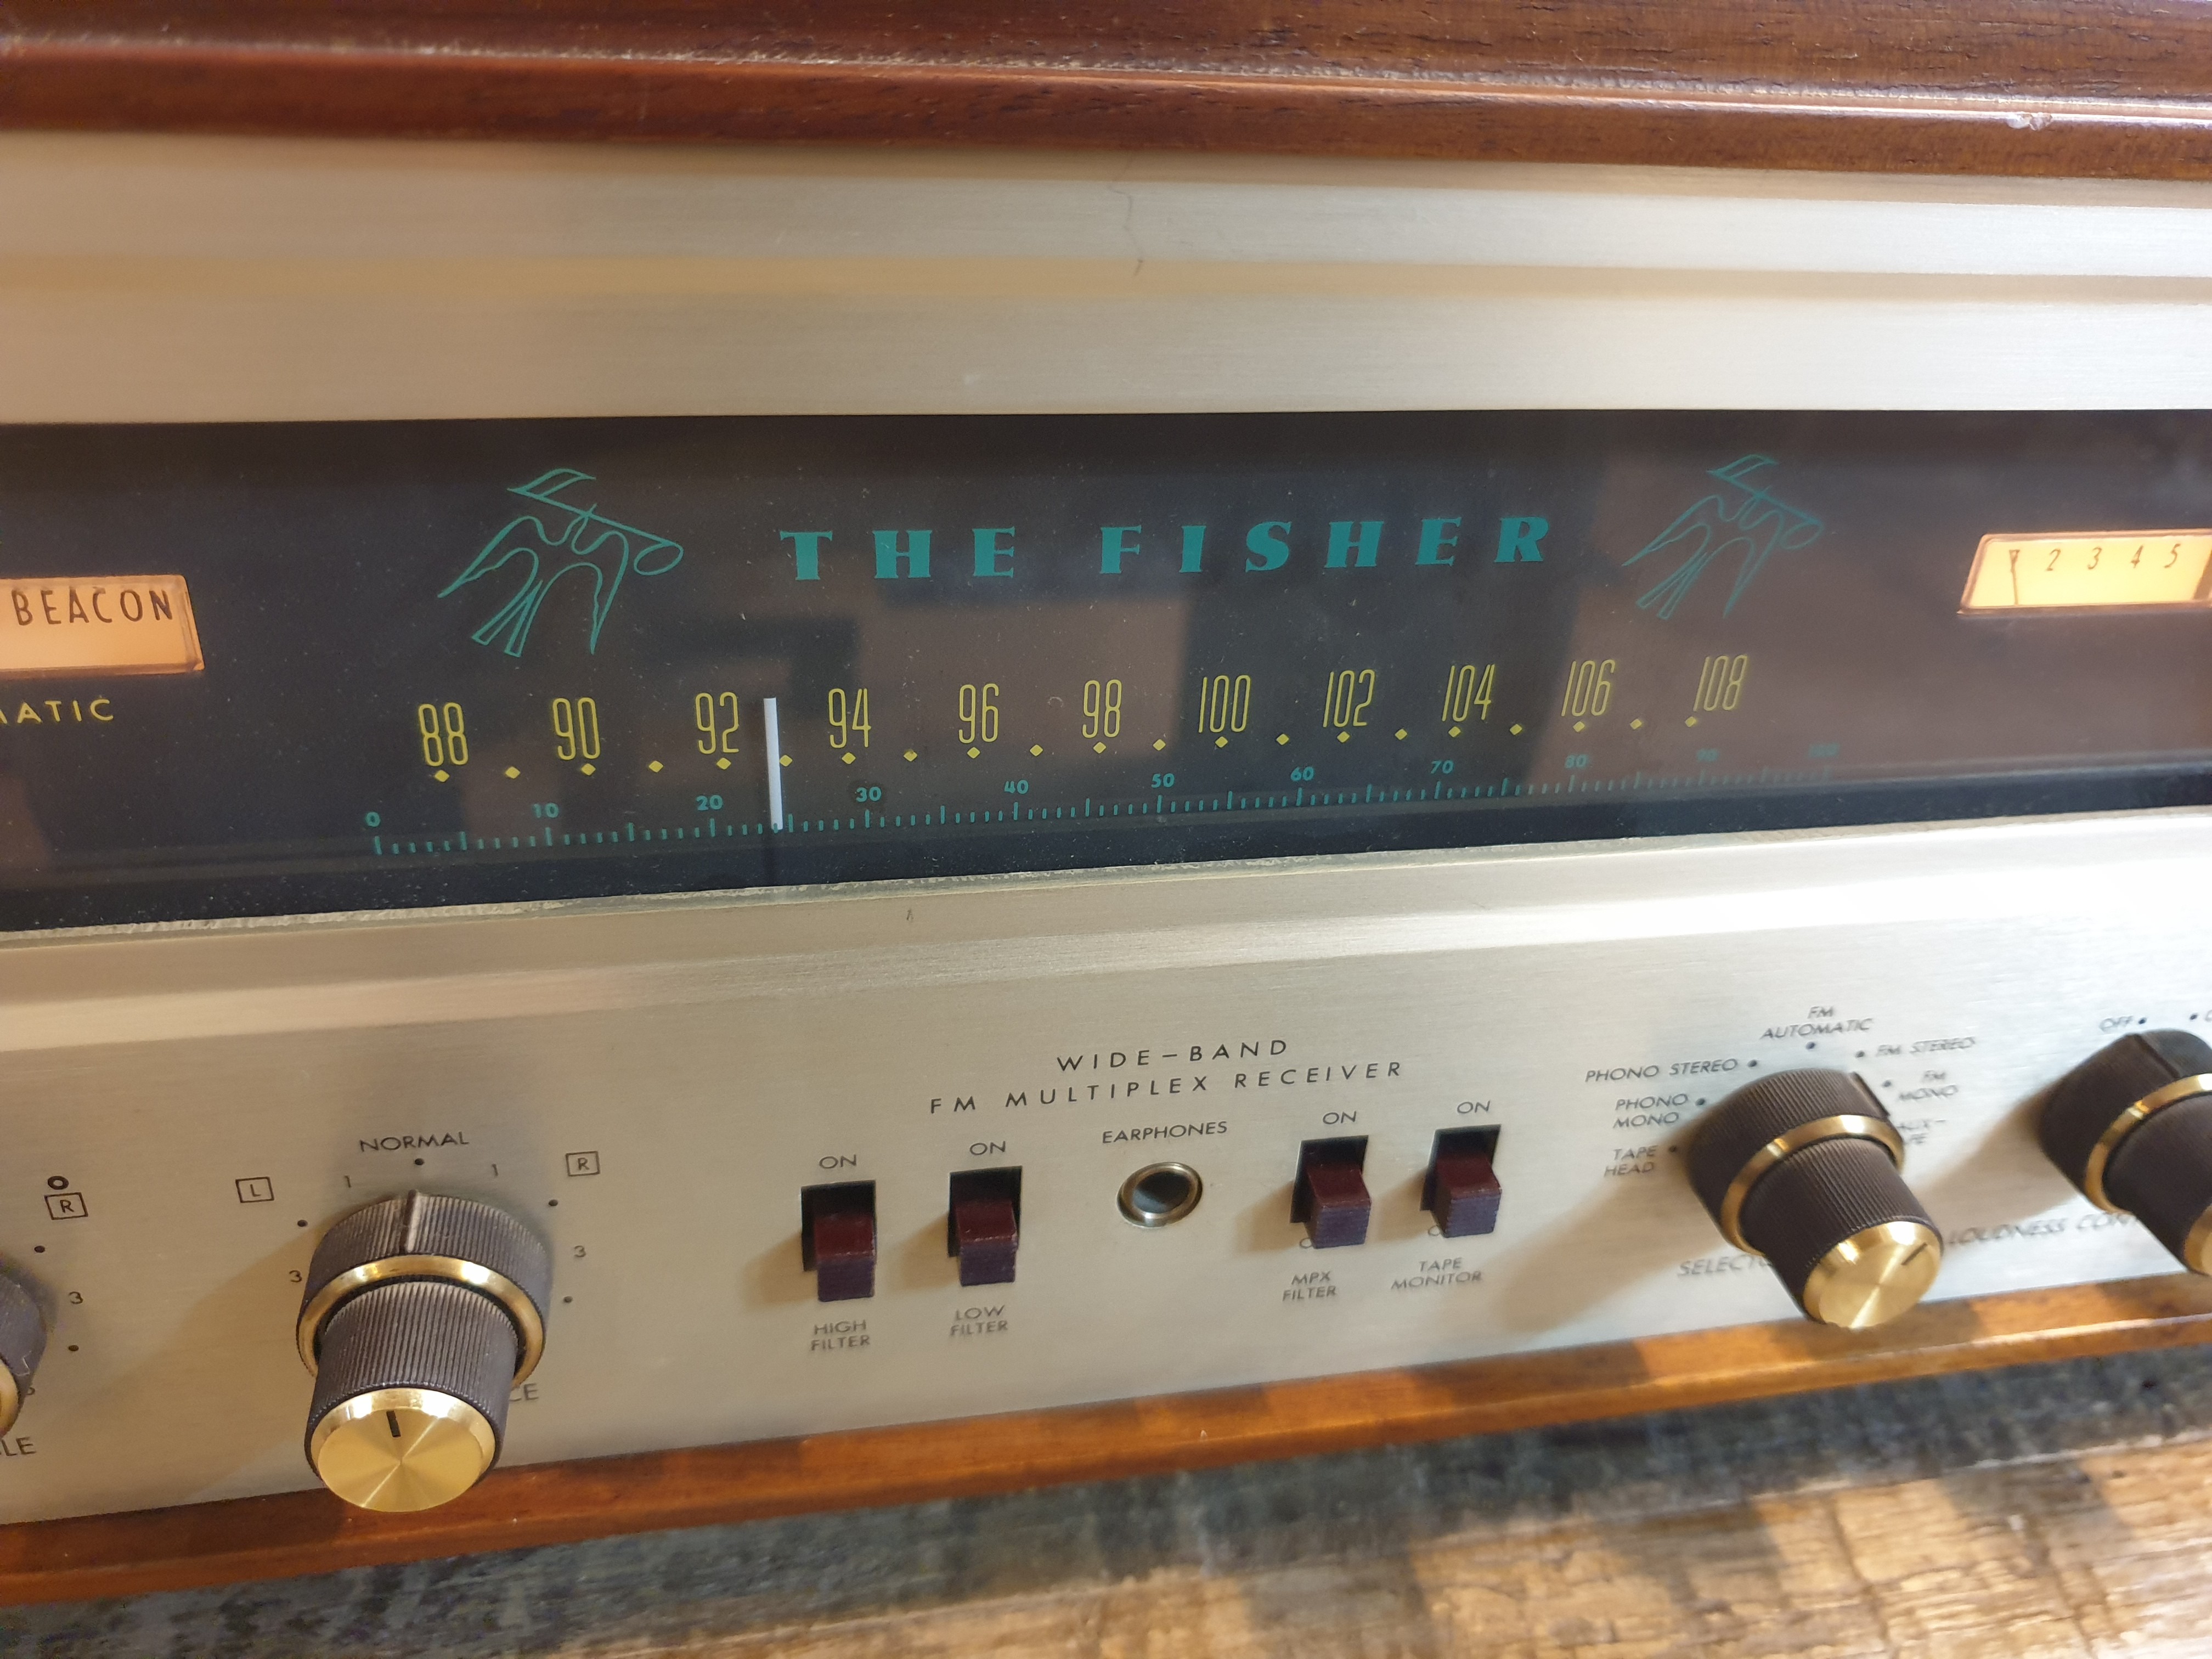 THE FISHER
BEACON
2 3 4 5
88 90 92 94 96 98 100 102 104 106 108
0 10 20 30 40 50 60 70 80 90 100
WIDE-BAND
FM MULTIPLEX RECEIVER
NORMAL
L 1 1 R
3 3
R
3
ON
HIGH
FILTER
ON
LOW
FILTER
EARPHONES
ON
MPX
FILTER
ON
TAPE
MONITOR
FM
AUTOMATIC
PHONO STEREO
FM STEREO
PHONO
MONO
FM
MONO
TAPE
HEAD
OFF
LOUDNESS